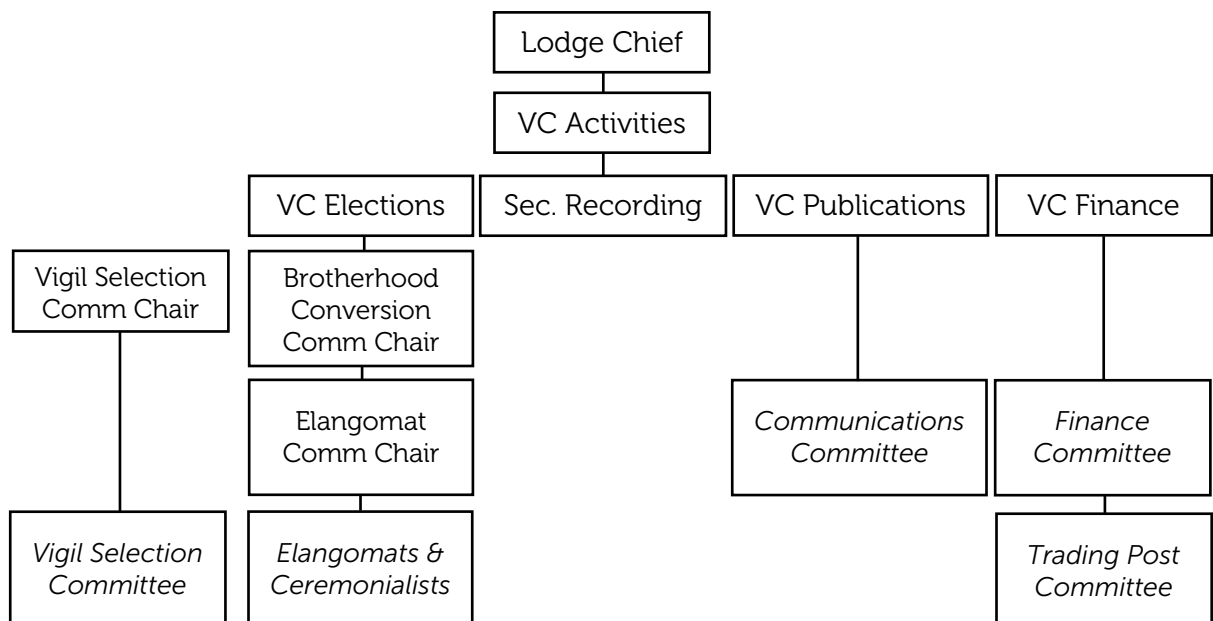 Lodge Chief
VC Activities
VC Elections
Sec. Recording
VC Publications
VC Finance
Vigil Selection
Comm Chair
Brotherhood
Conversion
Comm Chair
Elangomat
Comm Chair
Communications
Committee
Finance
Committee
Vigil Selection
Committee
Elangomats &
Ceremonialists
Trading Post
Committee